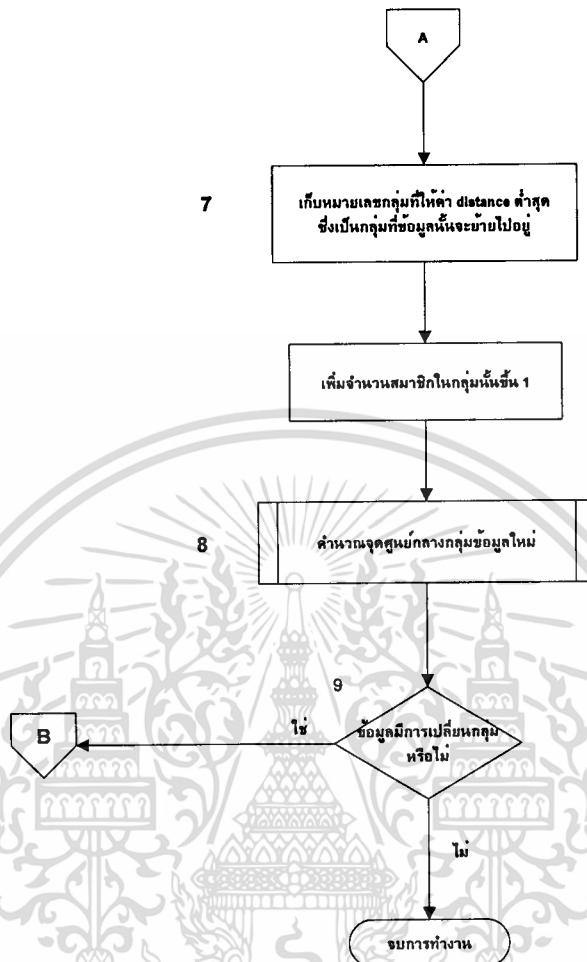 A
7
เก็บหมายเลขกลุ่มที่ให้ค่า distance ต่ำสุด
ซึ่งเป็นกลุ่มที่ข้อมูลนั้นจะย้ายไปอยู่
เพิ่มจำนวนสมาชิกในกลุ่มนั้นขึ้น 1
8
คำนวณจุดศูนย์กลางกลุ่มข้อมูลใหม่
9
B
ใช่
ข้อมูลมีการเปลี่ยนกลุ่ม
หรือไม่
ไม่
จบการทำงาน